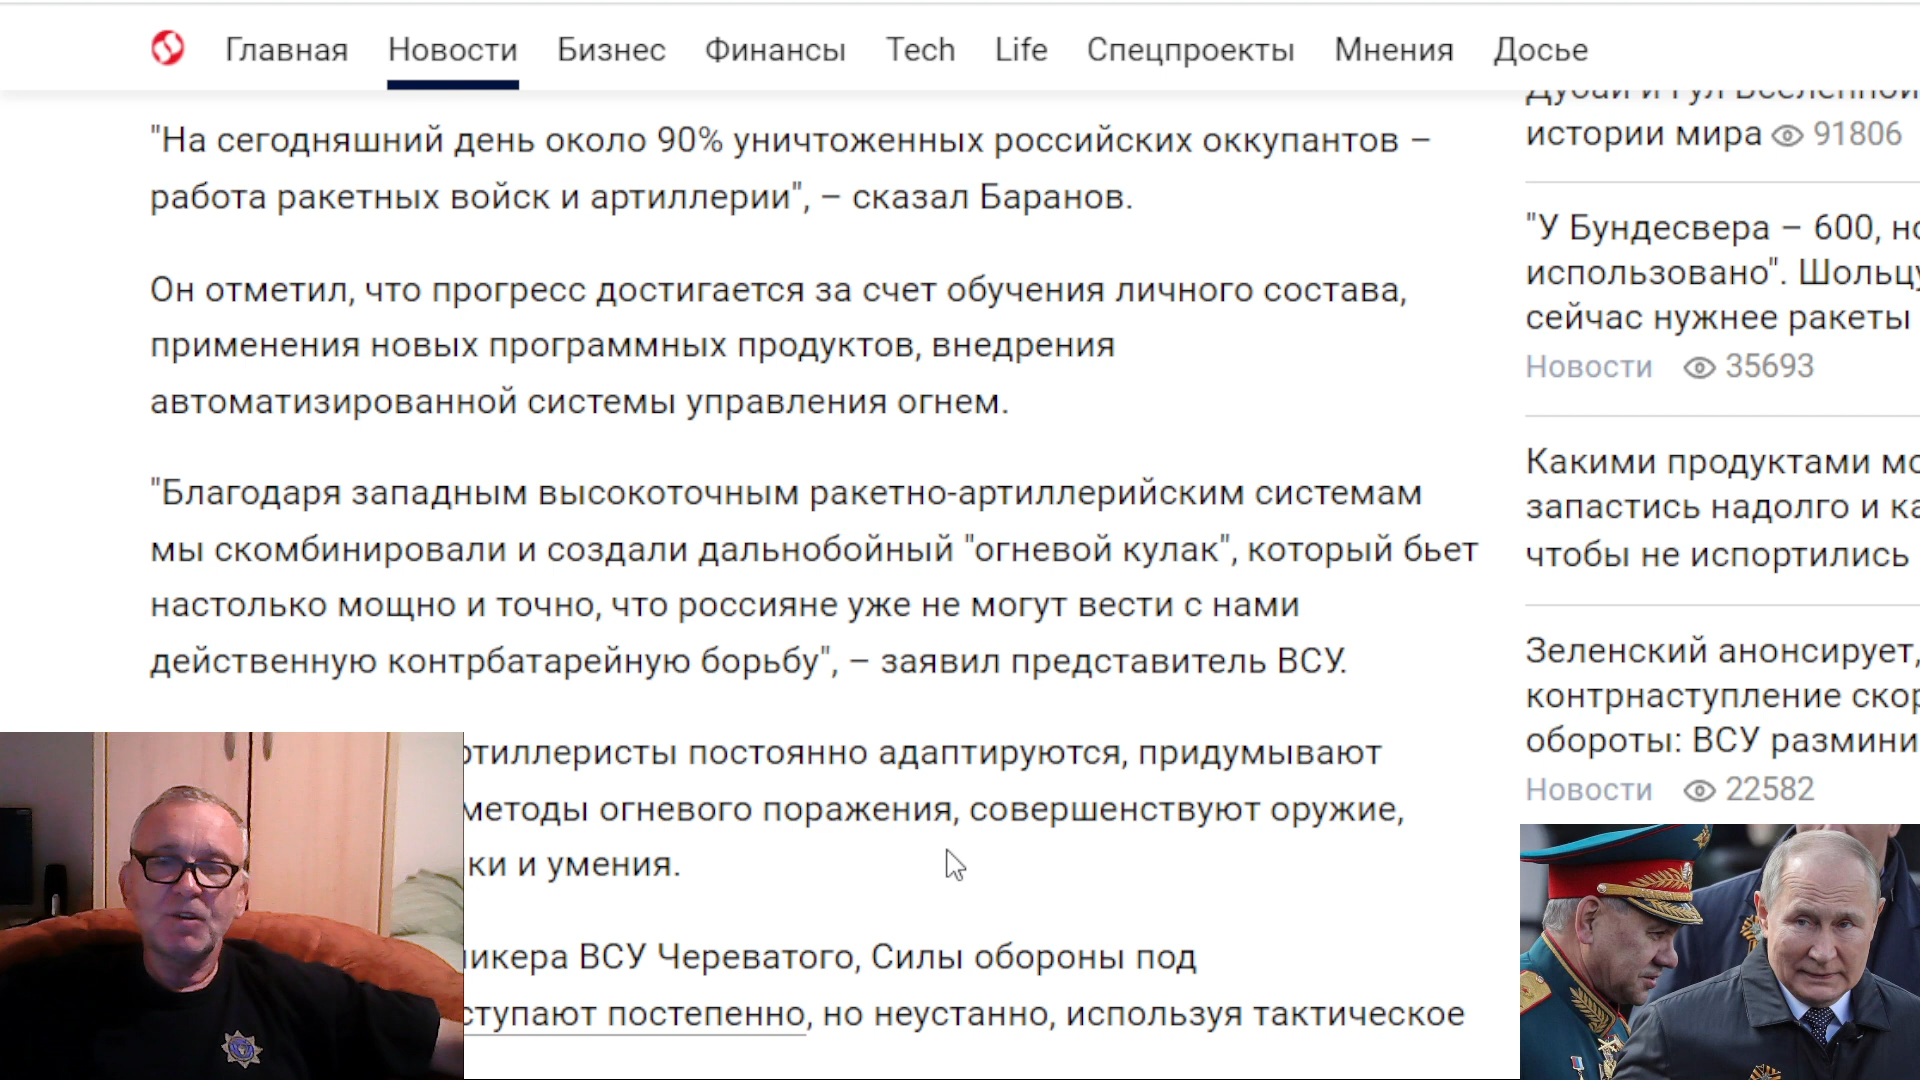 Главная Новости Бизнес Финансы Tech Life Спецпроекты Мнения Досье
"На сегодняшний день около 90% уничтоженных российских оккупантов –
работа ракетных войск и артиллерии", – сказал Баранов.
Он отметил, что прогресс достигается за счет обучения личного состава,
применения новых программных продуктов, внедрения
автоматизированной системы управления огнем.
"Благодаря западным высокоточным ракетно-артиллерийским системам
мы скомбинировали и создали дальнобойный "огневой кулак", который бьет
настолько мощно и точно, что россияне уже не могут вести с нами
действенную контрбатарейную борьбу", – заявил представитель ВСУ.
ртиллеристы постоянно адаптируются, придумывают
методы огневого поражения, совершенствуют оружие,
ки и умения.
икера ВСУ Череватого, Силы обороны под
ступают постепенно, но неустанно, используя тактическое
истории мира 91806
"У Бундесвера – 600, но
использовано". Шольцу
сейчас нужнее ракеты
Новости 35693
Какими продуктами мо
запастись надолго и ка
чтобы не испортились
Зеленский анонсирует,
контрнаступление скор
обороты: ВСУ размини
Новости 22582